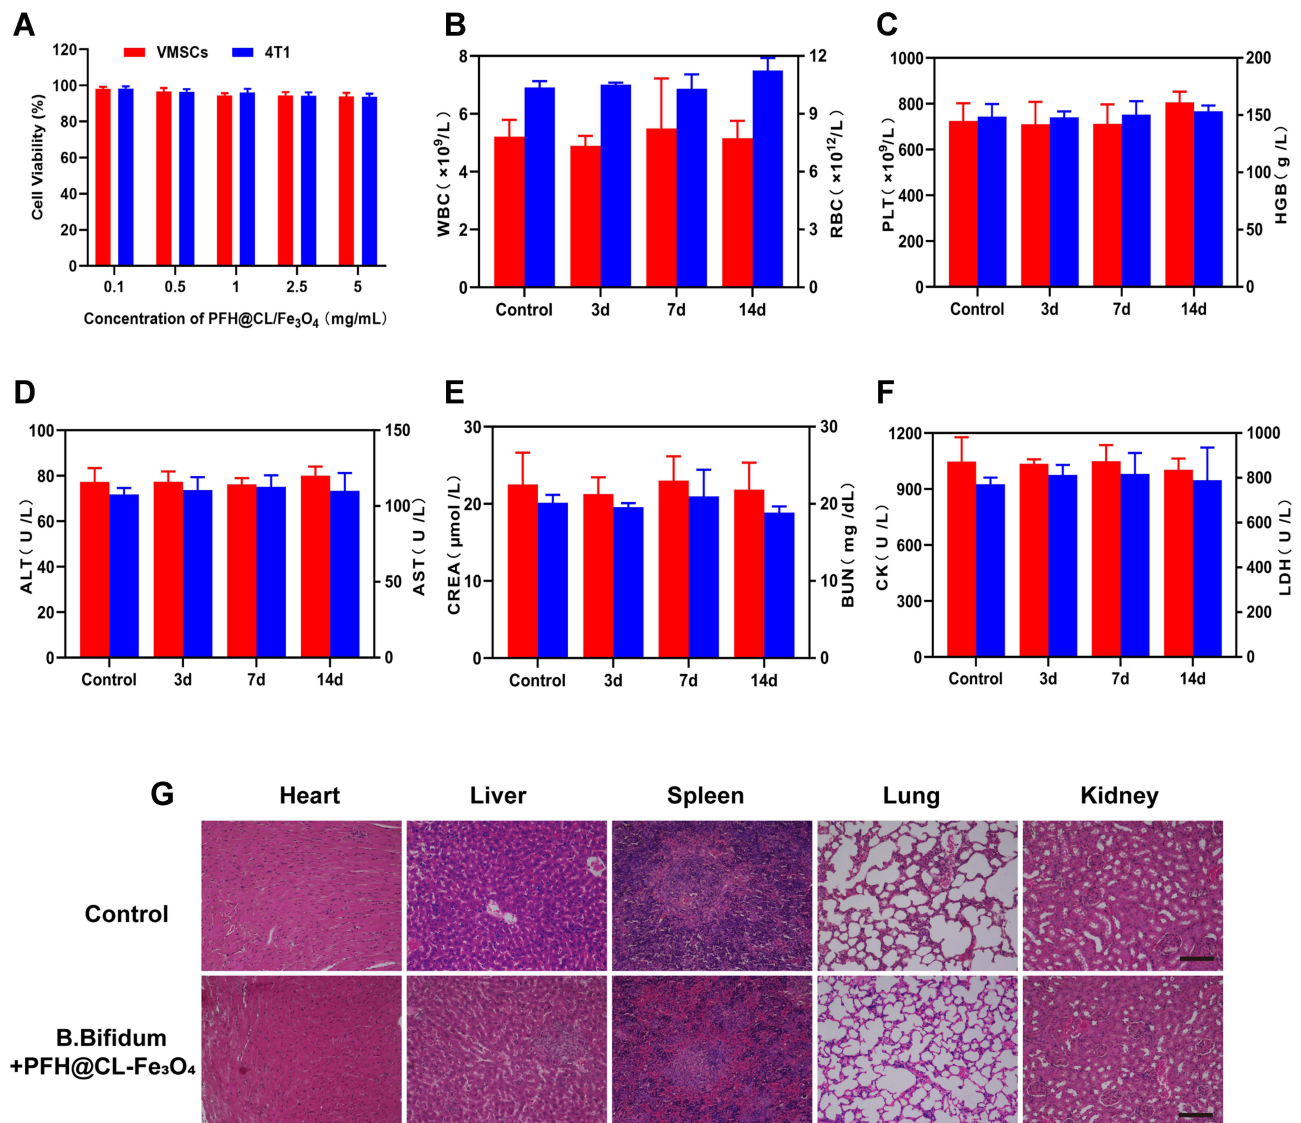 A
VMSCs 4T1
Cell Viability (%)
120
100
80
60
40
20
0
0.1 0.5 1 2.5 5
Concentration of PFH@CL/Fe₃O₄ (mg/mL)
B
WBC (×10⁹/L)
8
6
4
2
0
RBC (×10¹²/L)
12
9
6
3
0
Control 3d 7d 14d
C
PLT (×10⁹/L)
1000
800
600
400
200
0
HGB (g /L)
200
150
100
50
0
Control 3d 7d 14d
D
ALT (U /L)
100
80
60
40
20
0
AST (U /L)
150
100
50
0
Control 3d 7d 14d
E
CREA (μmol /L)
30
20
10
0
BUN (mg /dL)
30
20
10
0
Control 3d 7d 14d
F
CK (U /L)
1200
900
600
300
0
LDH (U /L)
1000
800
600
400
200
0
Control 3d 7d 14d
G
Heart Liver Spleen Lung Kidney
Control
B.Bifidum
+PFH@CL-Fe₃O₄